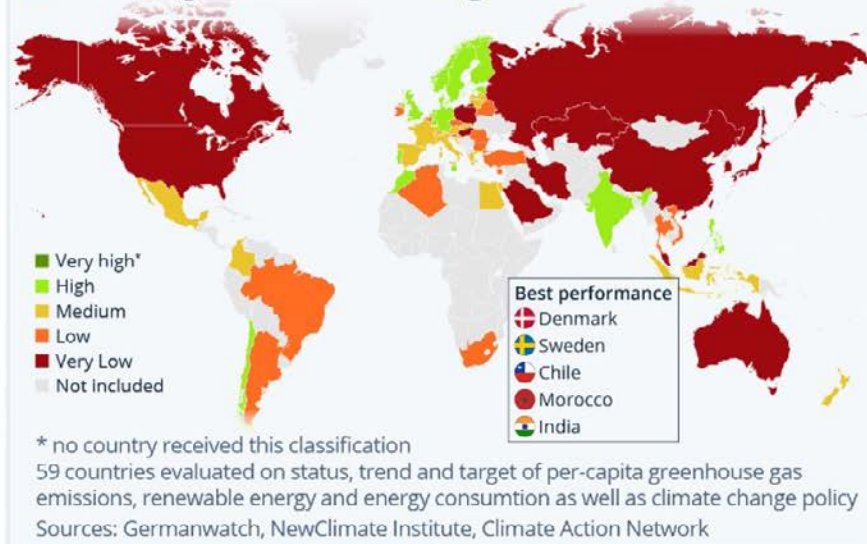 Very high*
High
Medium
Low
Very Low
Not included
Best performance
Denmark
Sweden
Chile
Morocco
India
* no country received this classification
59 countries evaluated on status, trend and target of per-capita greenhouse gas
emissions, renewable energy and energy consumtion as well as climate change policy
Sources: Germanwatch, NewClimate Institute, Climate Action Network